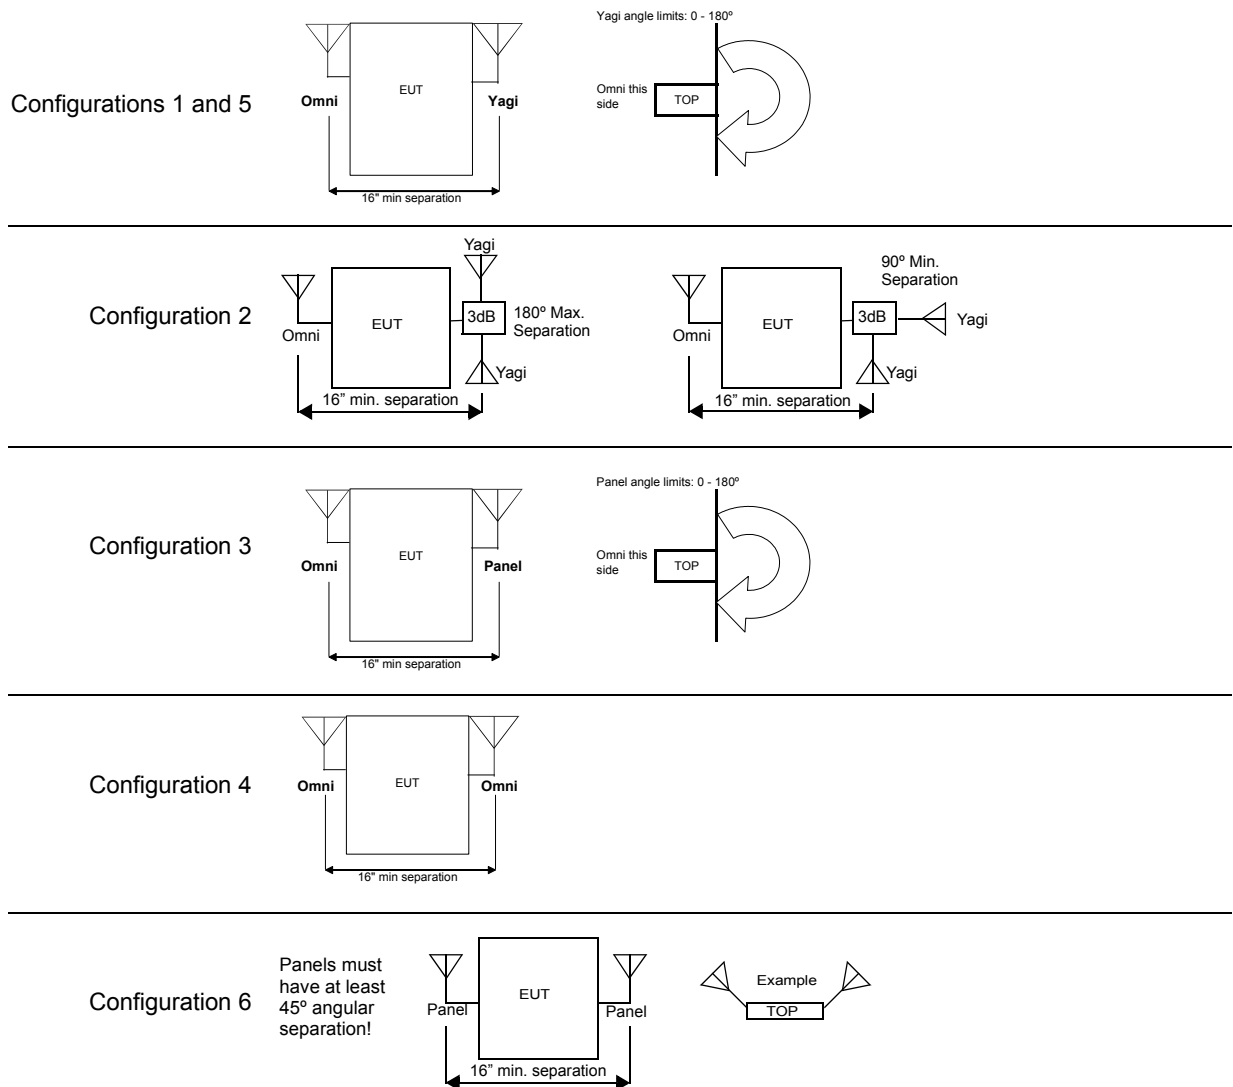 Yagi angle limits: 0 - 180º
Configurations 1 and 5
EUT
Omni
Yagi
16" min separation
Omni this
side
TOP
Configuration 2
Yagi
Omni
EUT
3dB
180º Max.
Separation
Yagi
16” min. separation
90º Min.
Separation
Omni
EUT
3dB
Yagi
Yagi
16” min. separation
Configuration 3
EUT
Omni
Panel
16" min separation
Panel angle limits: 0 - 180º
Omni this
side
TOP
Configuration 4
Omni
EUT
Omni
16" min separation
Configuration 6
Panels must
have at least
45º angular
separation!
Panel
EUT
Panel
16” min. separation
Example
TOP